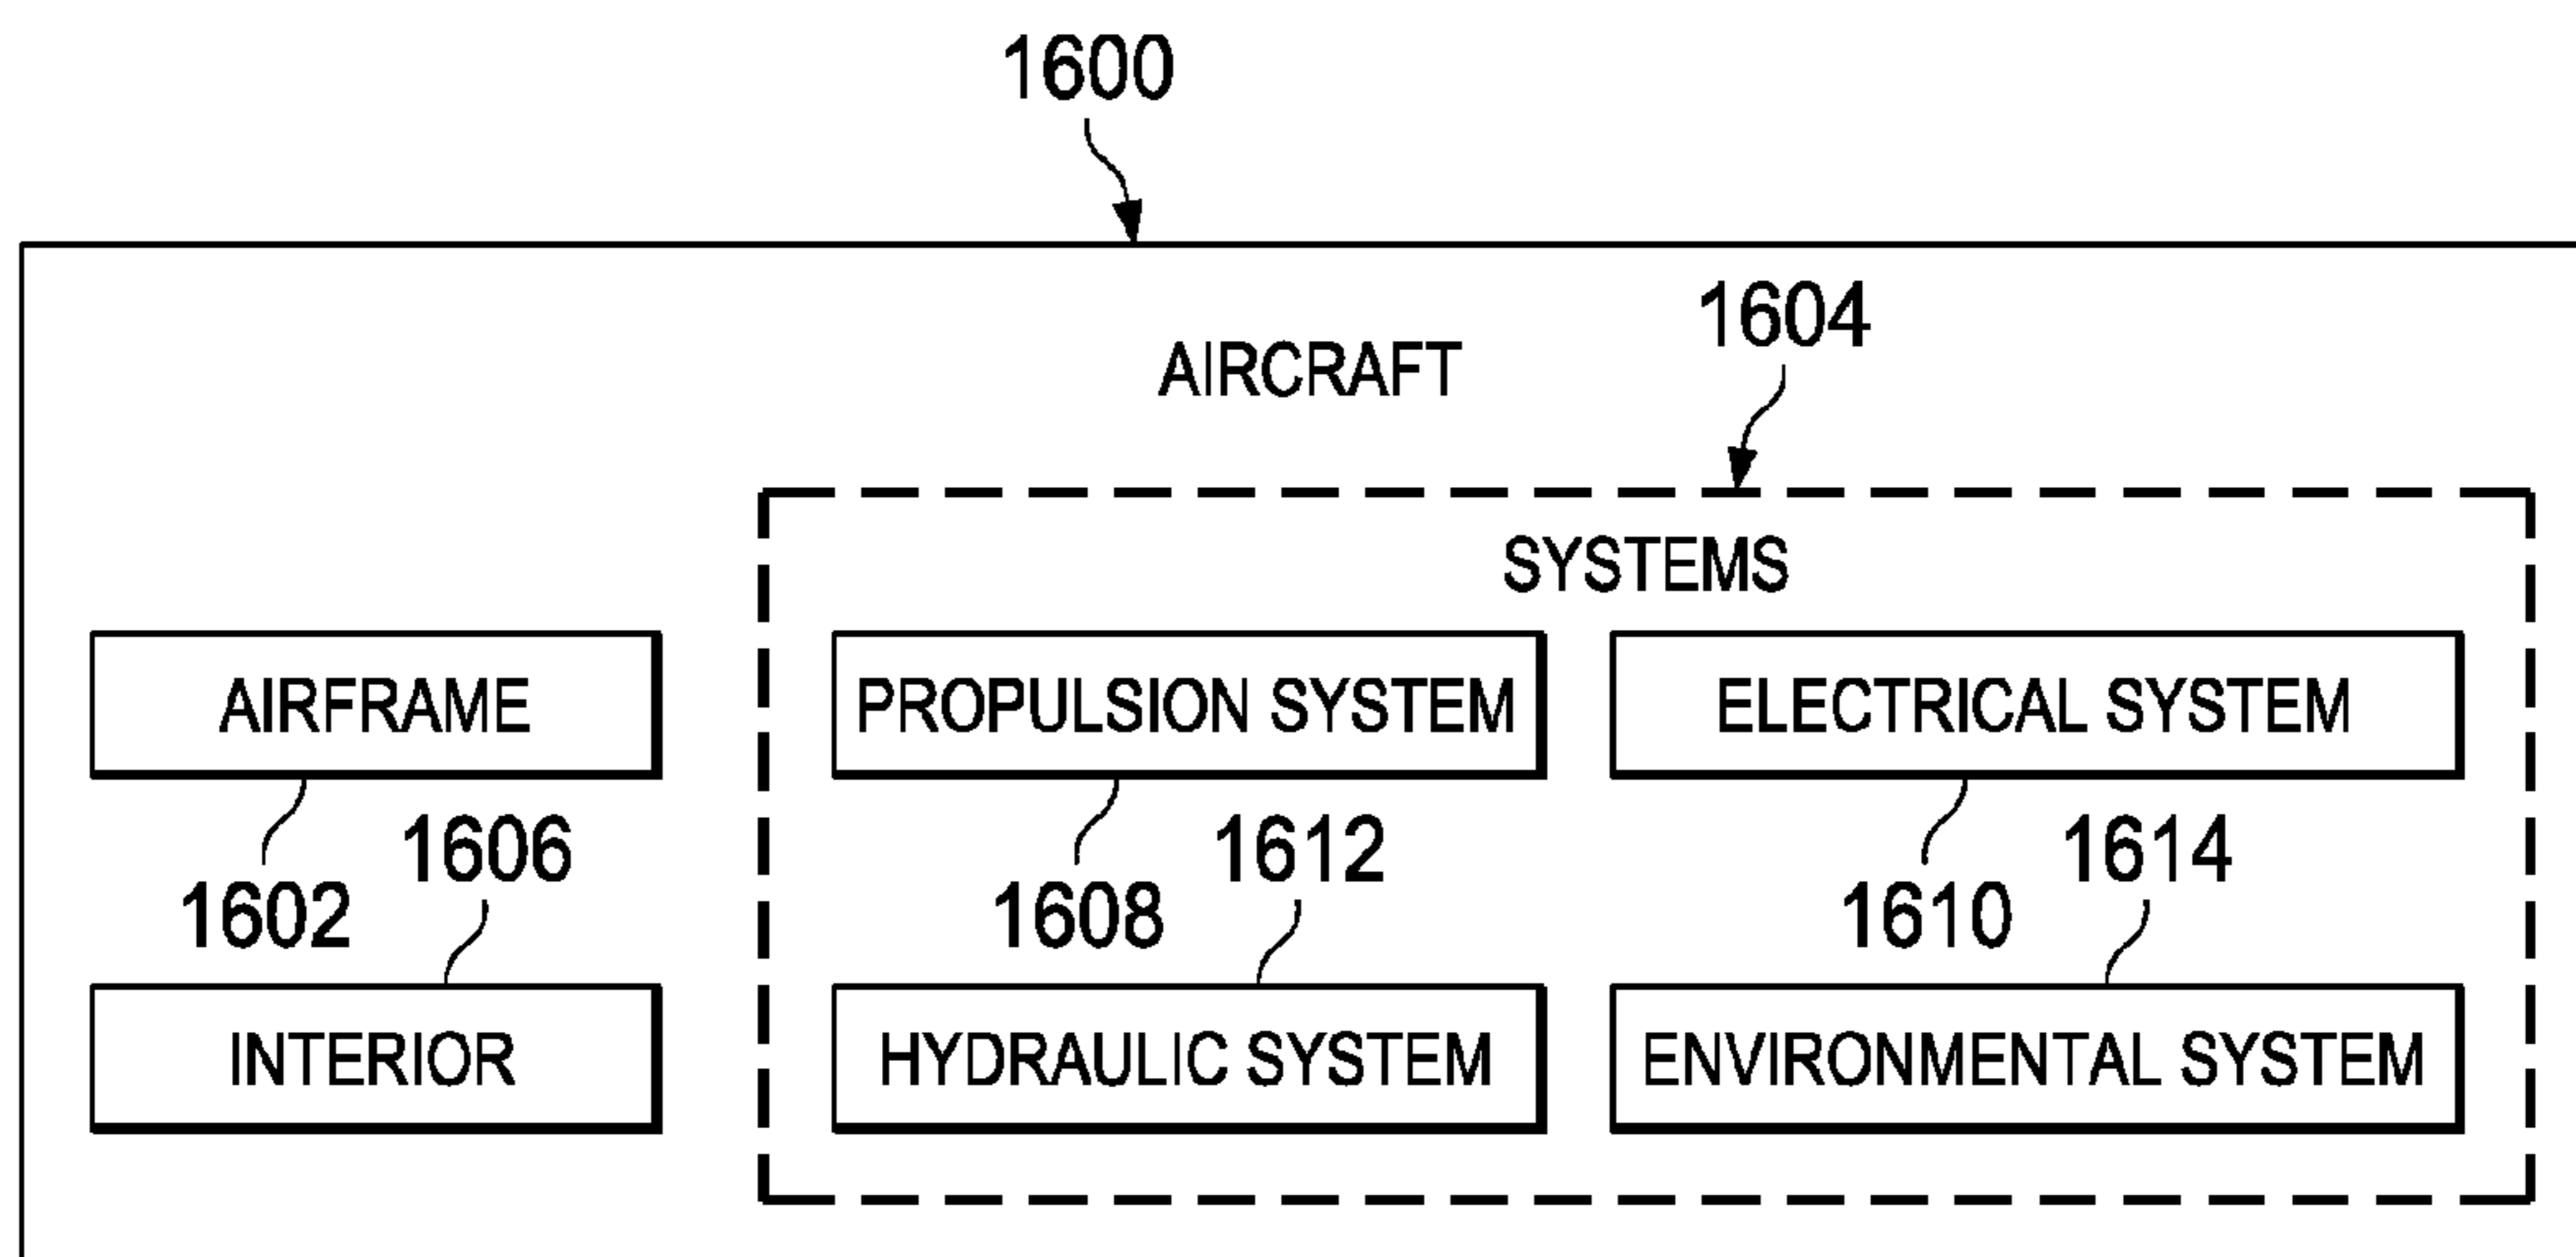 1600
AIRCRAFT
1604
SYSTEMS
AIRFRAME
PROPULSION SYSTEM
ELECTRICAL SYSTEM
1602
1606
1608
1612
1610
1614
INTERIOR
HYDRAULIC SYSTEM
ENVIRONMENTAL SYSTEM